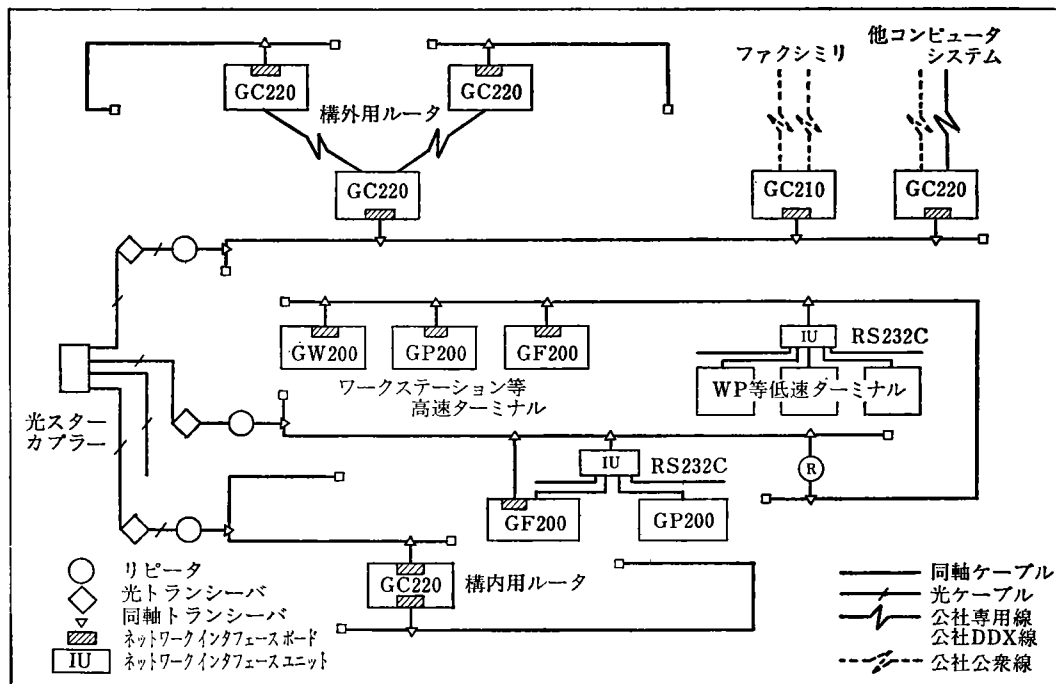 GC220
GC220
構外用ルータ
GC220
ファクシミリ
他コンピュータ
システム
GC210
GC220
GW200
GP200
GF200
ワークステーション等
高速ターミナル
IU
RS232C
WP等低速ターミナル
光スター
カプラー
IU
RS232C
R
GF200
GP200
GC220
構内用ルータ
リピータ
光トランシーバ
同軸トランシーバ
ネットワークインタフェースボード
IU
ネットワークインタフェースユニット
同軸ケーブル
光ケーブル
公社専用線
公社DDX線
公社公衆線